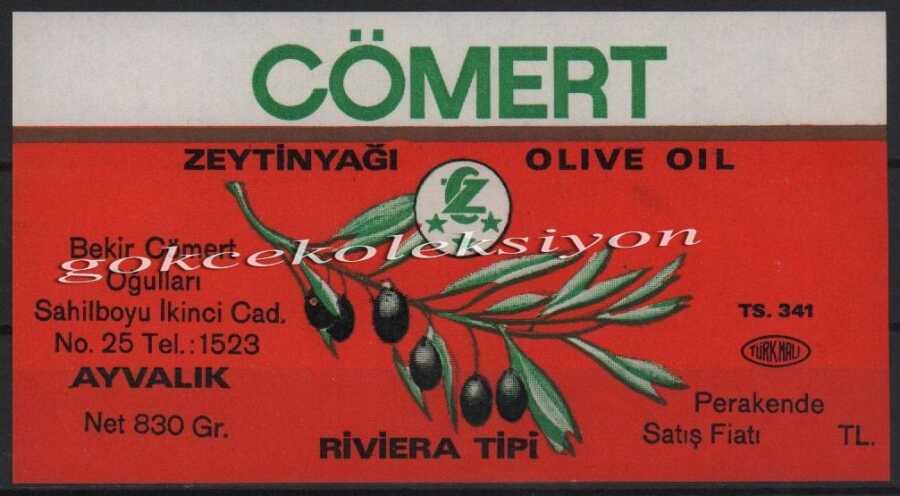 CÖMERT
ZEYTİNYAĞI OLIVE OIL
CZ
gokcekoleksiyon
Bekir Cömert
Oğulları
Sahilboyu İkinci Cad.
No. 25 Tel.: 1523
AYVALIK
Net 830 Gr.
RİVİERA TİPİ
TS. 341
TÜRK MALI
Perakende
Satış Fiatı TL.